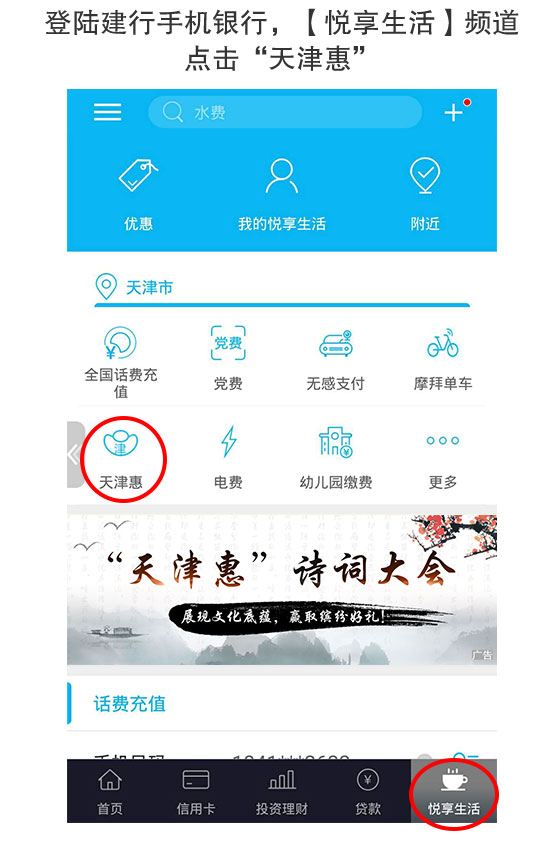 登陆建行手机银行，【悦享生活】频道
点击“天津惠”
水费
优惠
我的悦享生活
附近
天津市
党费
全国话费充
值
党费
无感支付
摩拜单车
津
天津惠
电费
幼儿园缴费
更多
“天津惠”诗词大会
展现文化底蕴，赢取缤纷好礼！
广告
话费充值
首页
信用卡
投资理财
贷款
悦享生活